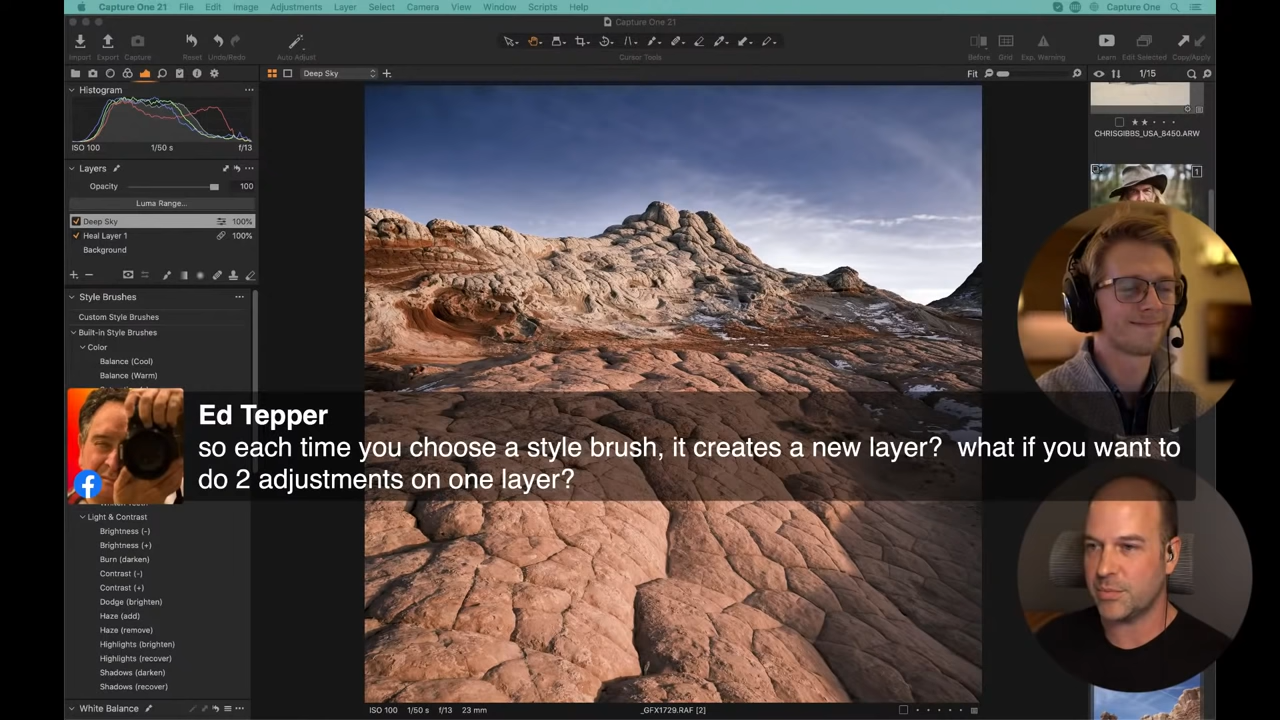 Capture One 21 File Edit Image Adjustments Layer Select Camera View Window Scripts Help Capture One
Capture One 21
Import Export Capture Reset Undo/Redo Auto Adjust Cursor Tools Before Grid Exp. Warning Learn Edit Selected Copy/Apply
Deep Sky Fit 1/15
Histogram
ISO 100 1/50 s f/13
Layers
Opacity 100
Luma Range...
Deep Sky 100%
Heal Layer 1 100%
Background
Style Brushes
Custom Style Brushes
Built-in Style Brushes
Color
Balance (Cool)
Balance (Warm)
Ed Tepper
so each time you choose a style brush, it creates a new layer?  what if you want to
do 2 adjustments on one layer?
Light & Contrast
Brightness (-)
Brightness (+)
Burn (darken)
Contrast (-)
Contrast (+)
Dodge (brighten)
Haze (add)
Haze (remove)
Highlights (brighten)
Highlights (recover)
Shadows (darken)
Shadows (recover)
White Balance
ISO 100 1/50 s f/13 23 mm _GFX1729.RAF [2]
CHRISGIBBS_USA_8450.ARW
1